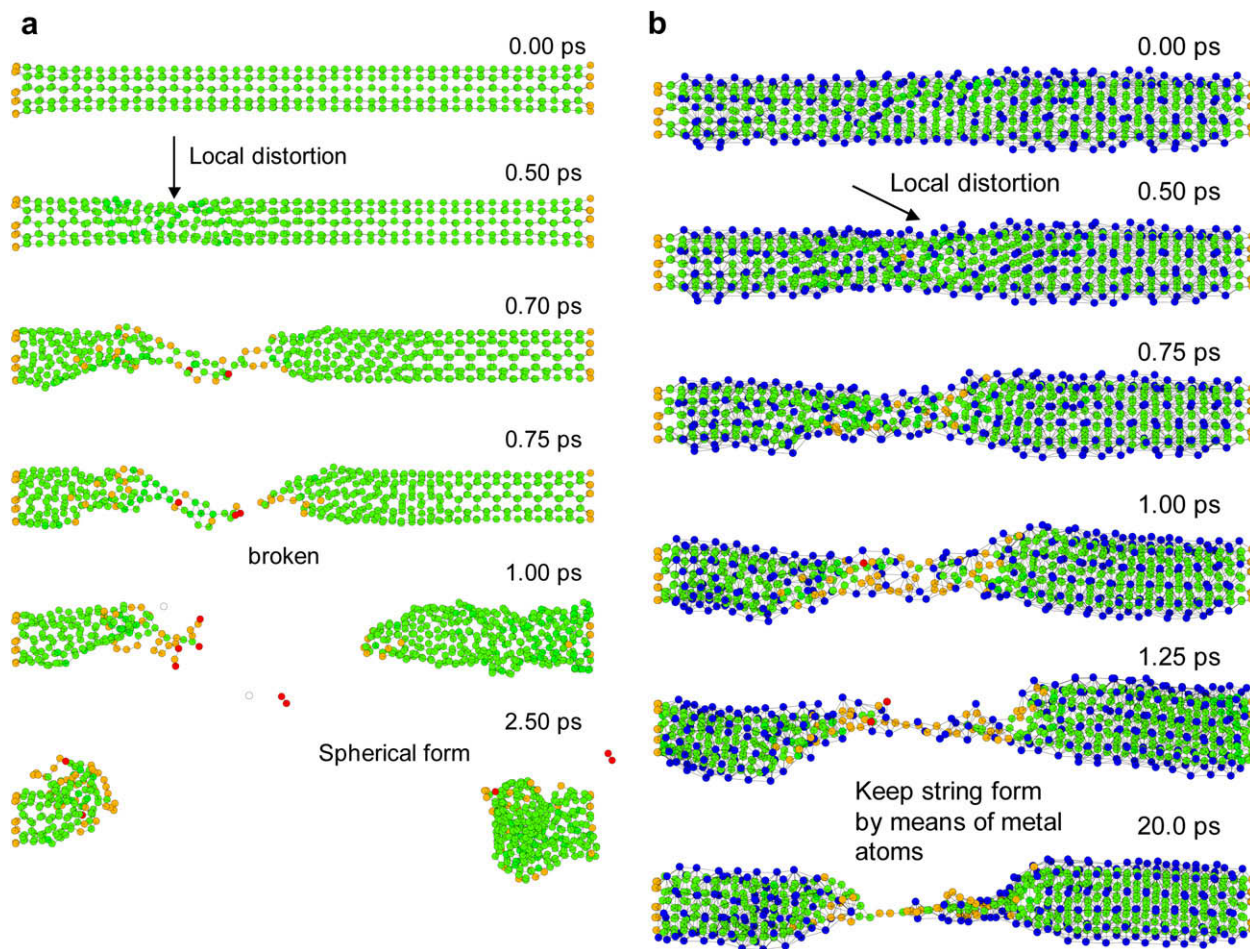 a
0.00 ps
Local distortion
0.50 ps
0.70 ps
0.75 ps
broken
1.00 ps
2.50 ps
Spherical form
b
0.00 ps
Local distortion
0.50 ps
0.75 ps
1.00 ps
1.25 ps
Keep string form
by means of metal
atoms
20.0 ps